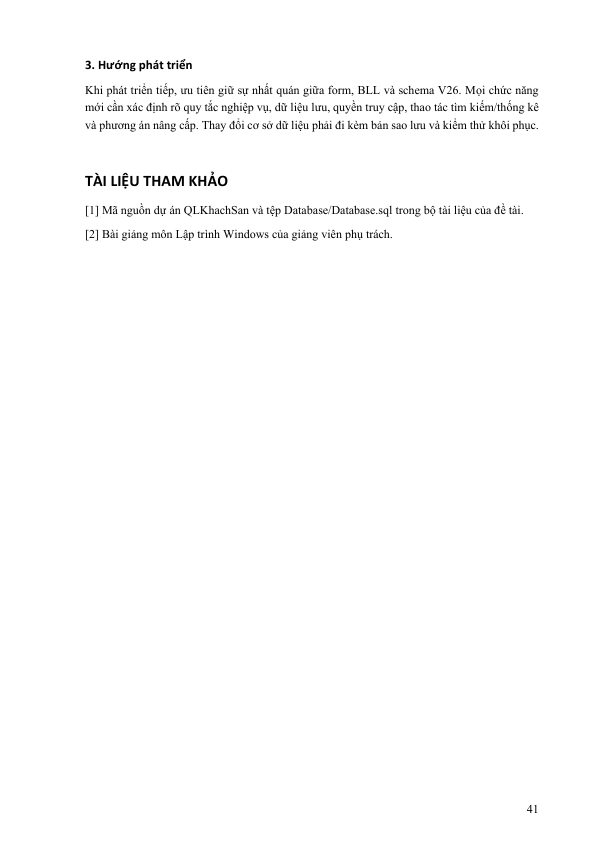 3. Hướng phát triển
Khi phát triển tiếp, ưu tiên giữ sự nhất quán giữa form, BLL và schema V26. Mọi chức năng
mới cần xác định rõ quy tắc nghiệp vụ, dữ liệu lưu, quyền truy cập, thao tác tìm kiếm/thống kê
và phương án nâng cấp. Thay đổi cơ sở dữ liệu phải đi kèm bản sao lưu và kiểm thử khôi phục.
TÀI LIỆU THAM KHẢO
[1] Mã nguồn dự án QLKhachSan và tệp Database/Database.sql trong bộ tài liệu của đề tài.
[2] Bài giảng môn Lập trình Windows của giảng viên phụ trách.
41